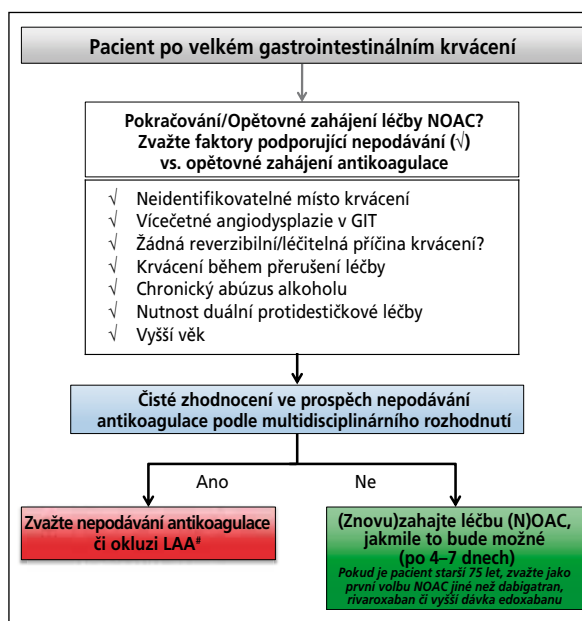 Pacient po velkém gastrointestinálním krvácení
Pokračování/Opětovné zahájení léčby NOAC?
Zvažte faktory podporující nepodávání (√)
vs. opětovné zahájení antikoagulace
√ Neidentifikovatelné místo krvácení
√ Vícečetné angiodysplazie v GIT
√ Žádná reverzibilní/léčitelná příčina krvácení?
√ Krvácení během přerušení léčby
√ Chronický abúzus alkoholu
√ Nutnost duální protidestičkové léčby
√ Vyšší věk
Čisté zhodnocení ve prospěch nepodávání
antikoagulace podle multidisciplinárního rozhodnutí
Ano
Ne
Zvažte nepodávání antikoagulace
či okluzi LAA#
(Znovu)zahajte léčbu (N)OAC,
jakmile to bude možné
(po 4–7 dnech)
Pokud je pacient starší 75 let, zvažte jako
první volbu NOAC jiné než dabigatran,
rivaroxaban či vyšší dávka edoxabanu